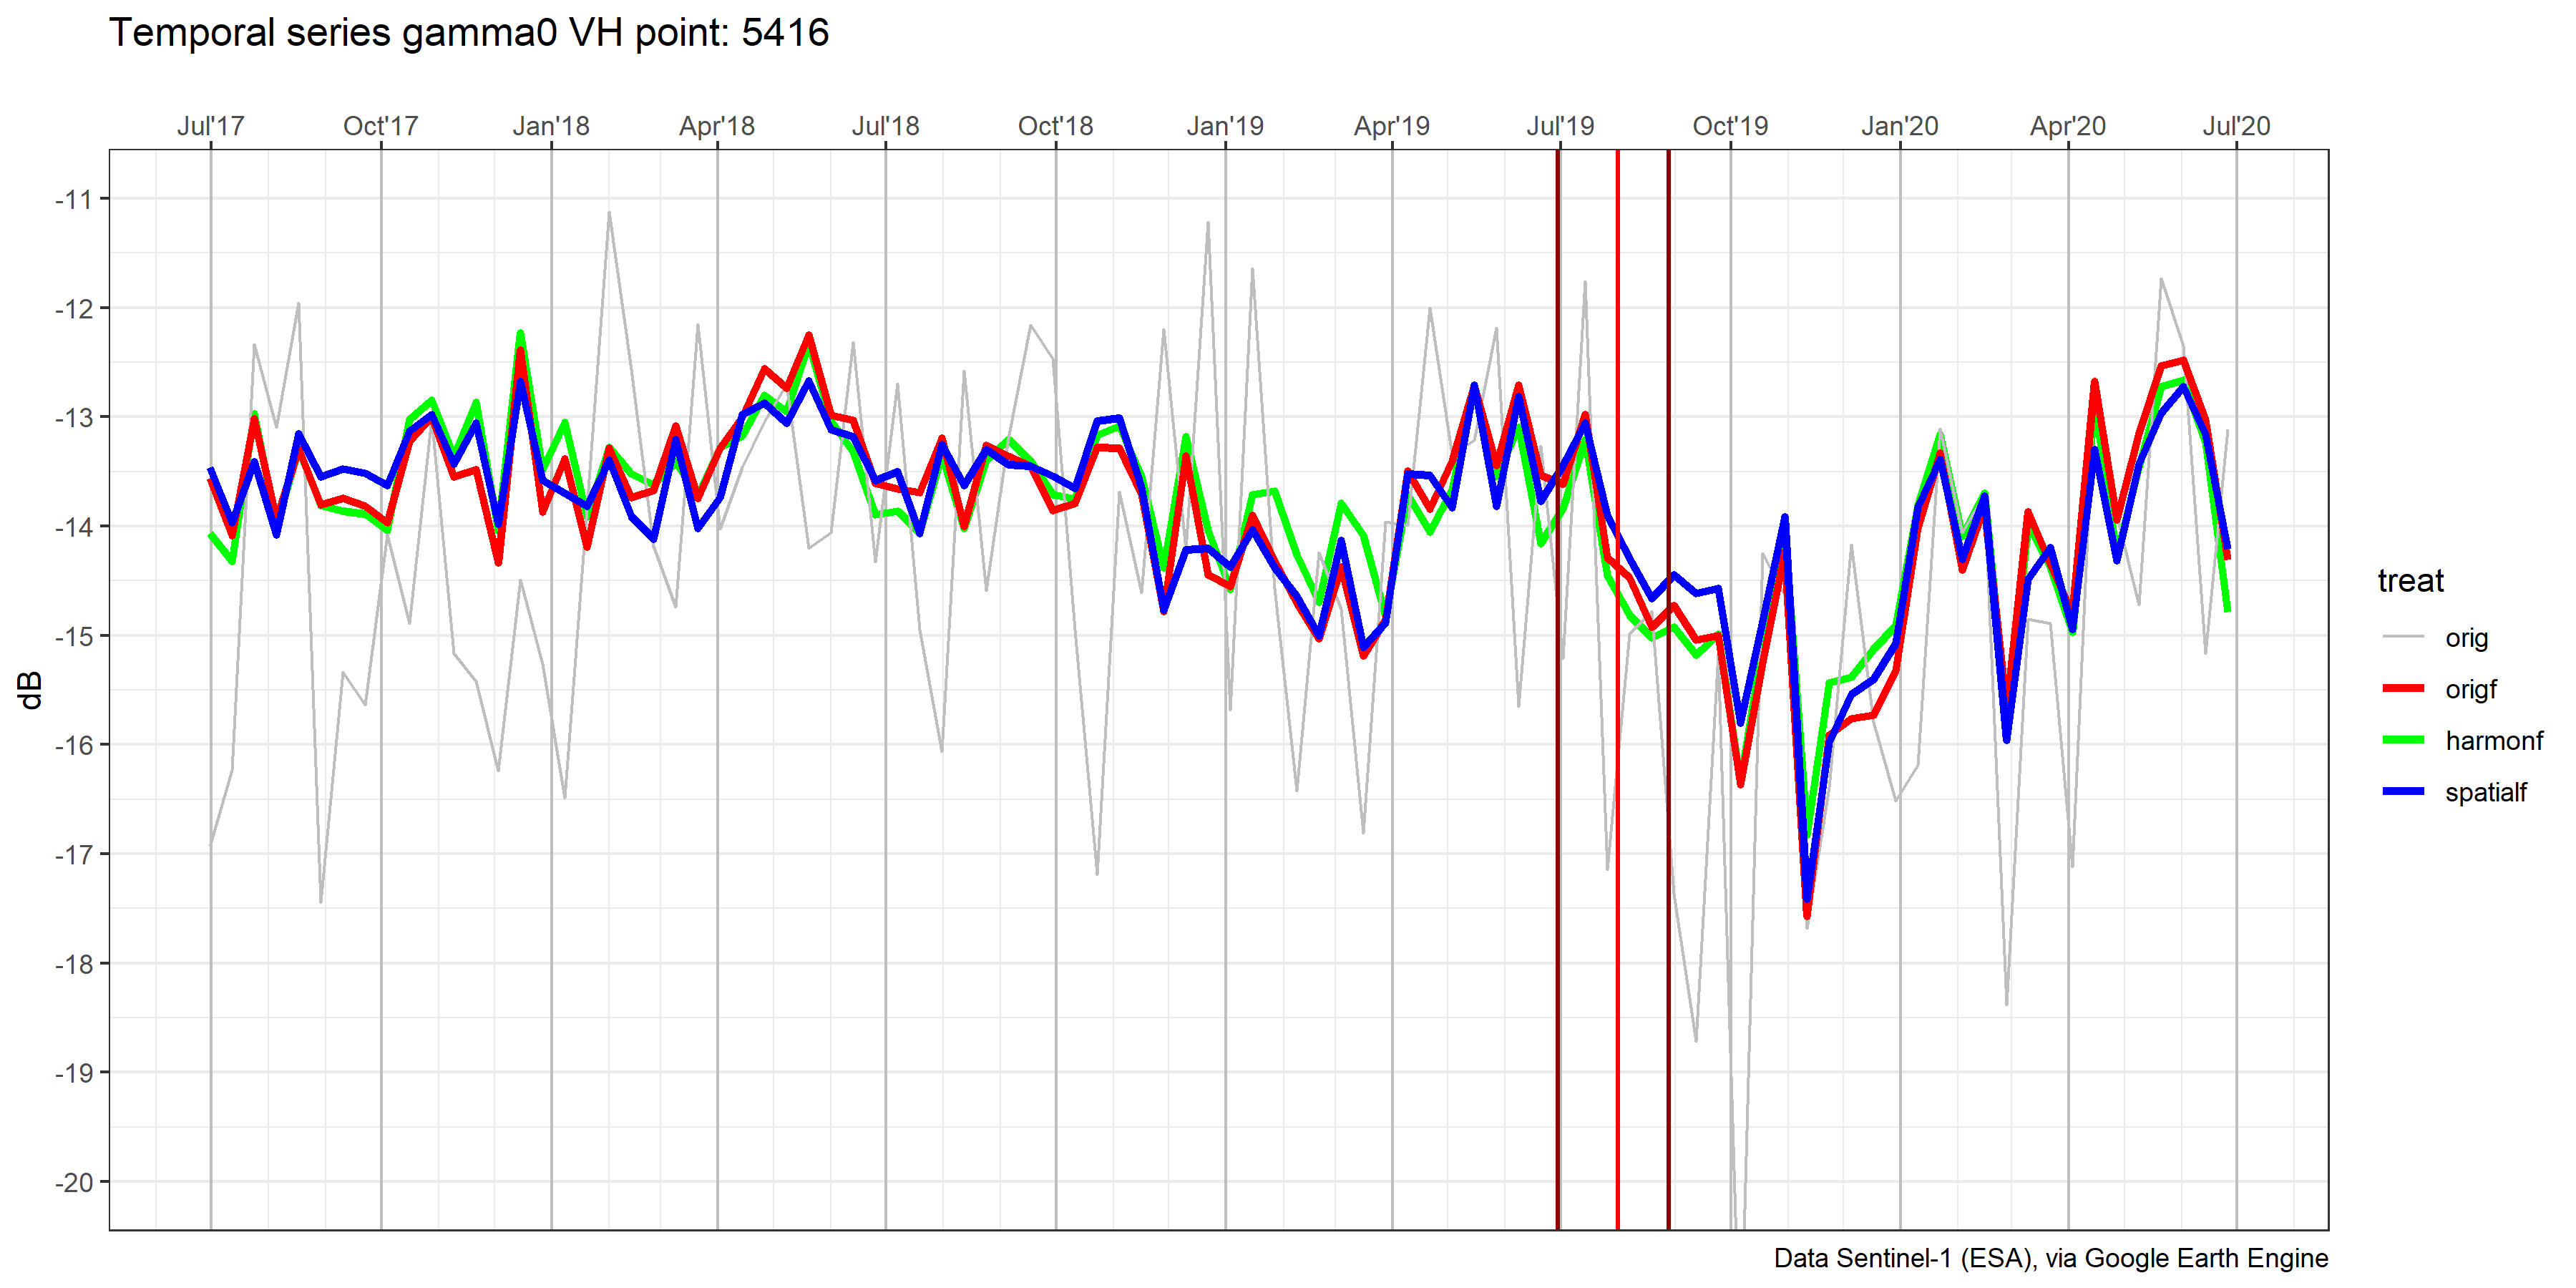 Temporal series gamma0 VH point: 5416
Jul'17 Oct'17 Jan'18 Apr'18 Jul'18 Oct'18 Jan'19 Apr'19 Jul'19 Oct'19 Jan'20 Apr'20 Jul'20
-11
-12
-13
-14
-15
-16
-17
-18
-19
-20
dB
treat
orig
origf
harmonf
spatialf
Data Sentinel-1 (ESA), via Google Earth Engine